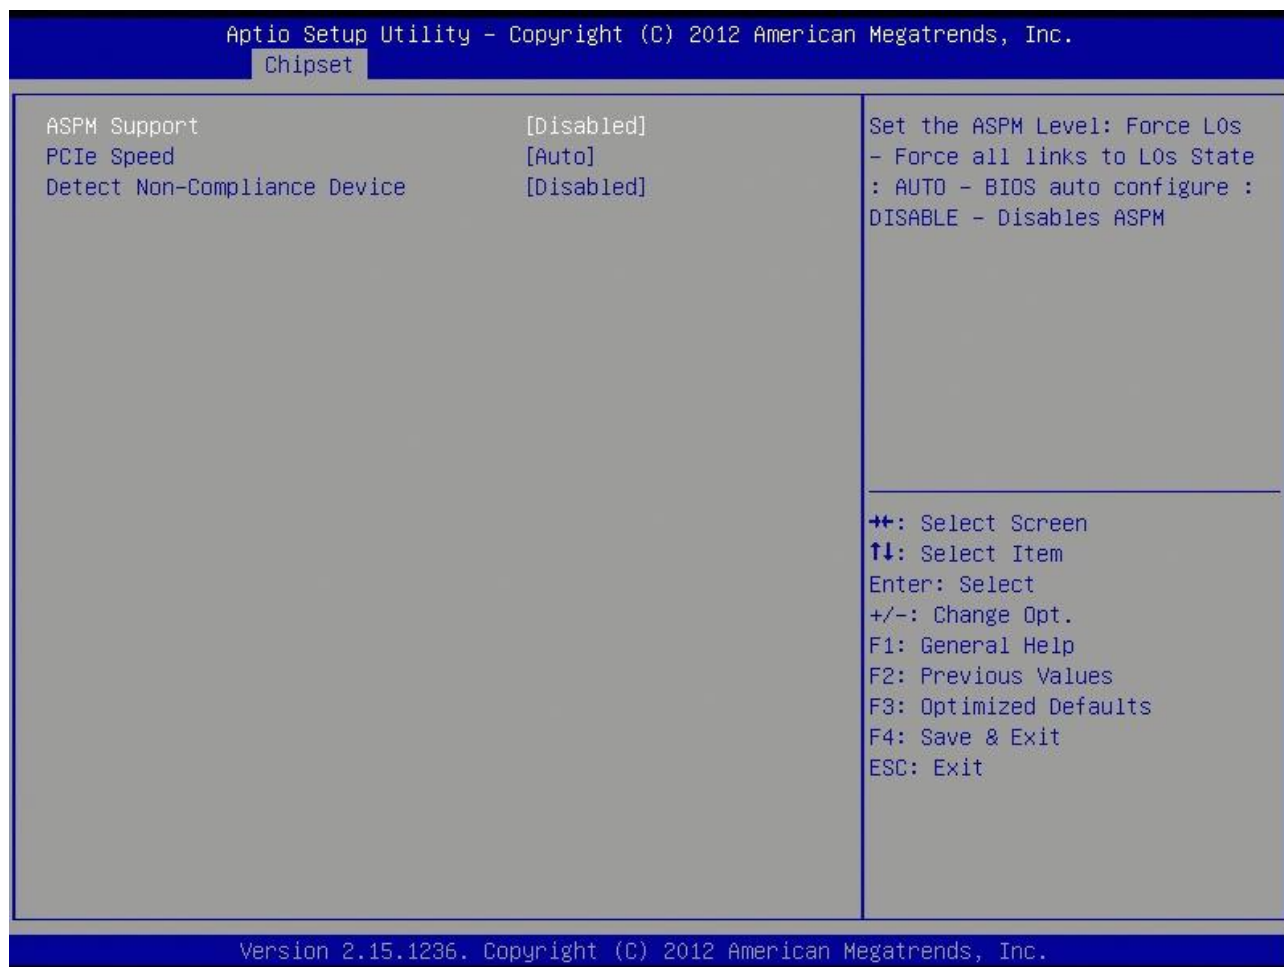 Aptio Setup Utility – Copyright (C) 2012 American Megatrends, Inc.
Chipset
ASPM Support [Disabled]
PCIe Speed [Auto]
Detect Non-Compliance Device [Disabled]
Set the ASPM Level: Force L0s
– Force all links to L0s State
: AUTO – BIOS auto configure :
DISABLE – Disables ASPM
→←: Select Screen
↑↓: Select Item
Enter: Select
+/-: Change Opt.
F1: General Help
F2: Previous Values
F3: Optimized Defaults
F4: Save & Exit
ESC: Exit
Version 2.15.1236. Copyright (C) 2012 American Megatrends, Inc.